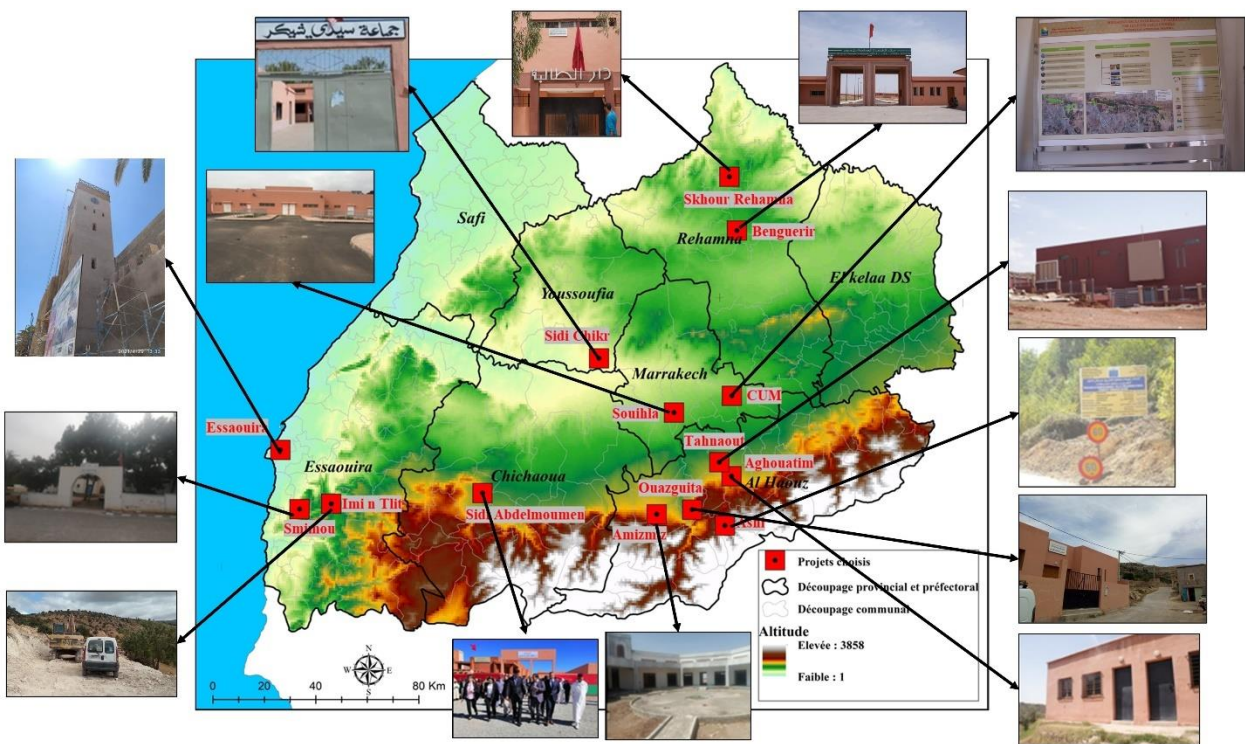 جماعة سيدي شيكر
دار الطالبة
Safi
Skhour Rehamna
Benguerir
Rehamna
El kelaa DS
Youssoufia
Sidi Chikr
Marrakech
CUM
Souihla
Essaouira
Tahnaout
Aghouatim
Al Haouz
Essaouira
Chichaoua
Ouazguita
Imi n Tlit
Sidi Abdelmoumen
Smimou
Amizmiz
Asni
Projets choisis
Découpage provincial et préfectoral
Découpage communal
Altitude
Elevée : 3858
Faible : 1
N
W E
S
0 20 40 80 Km